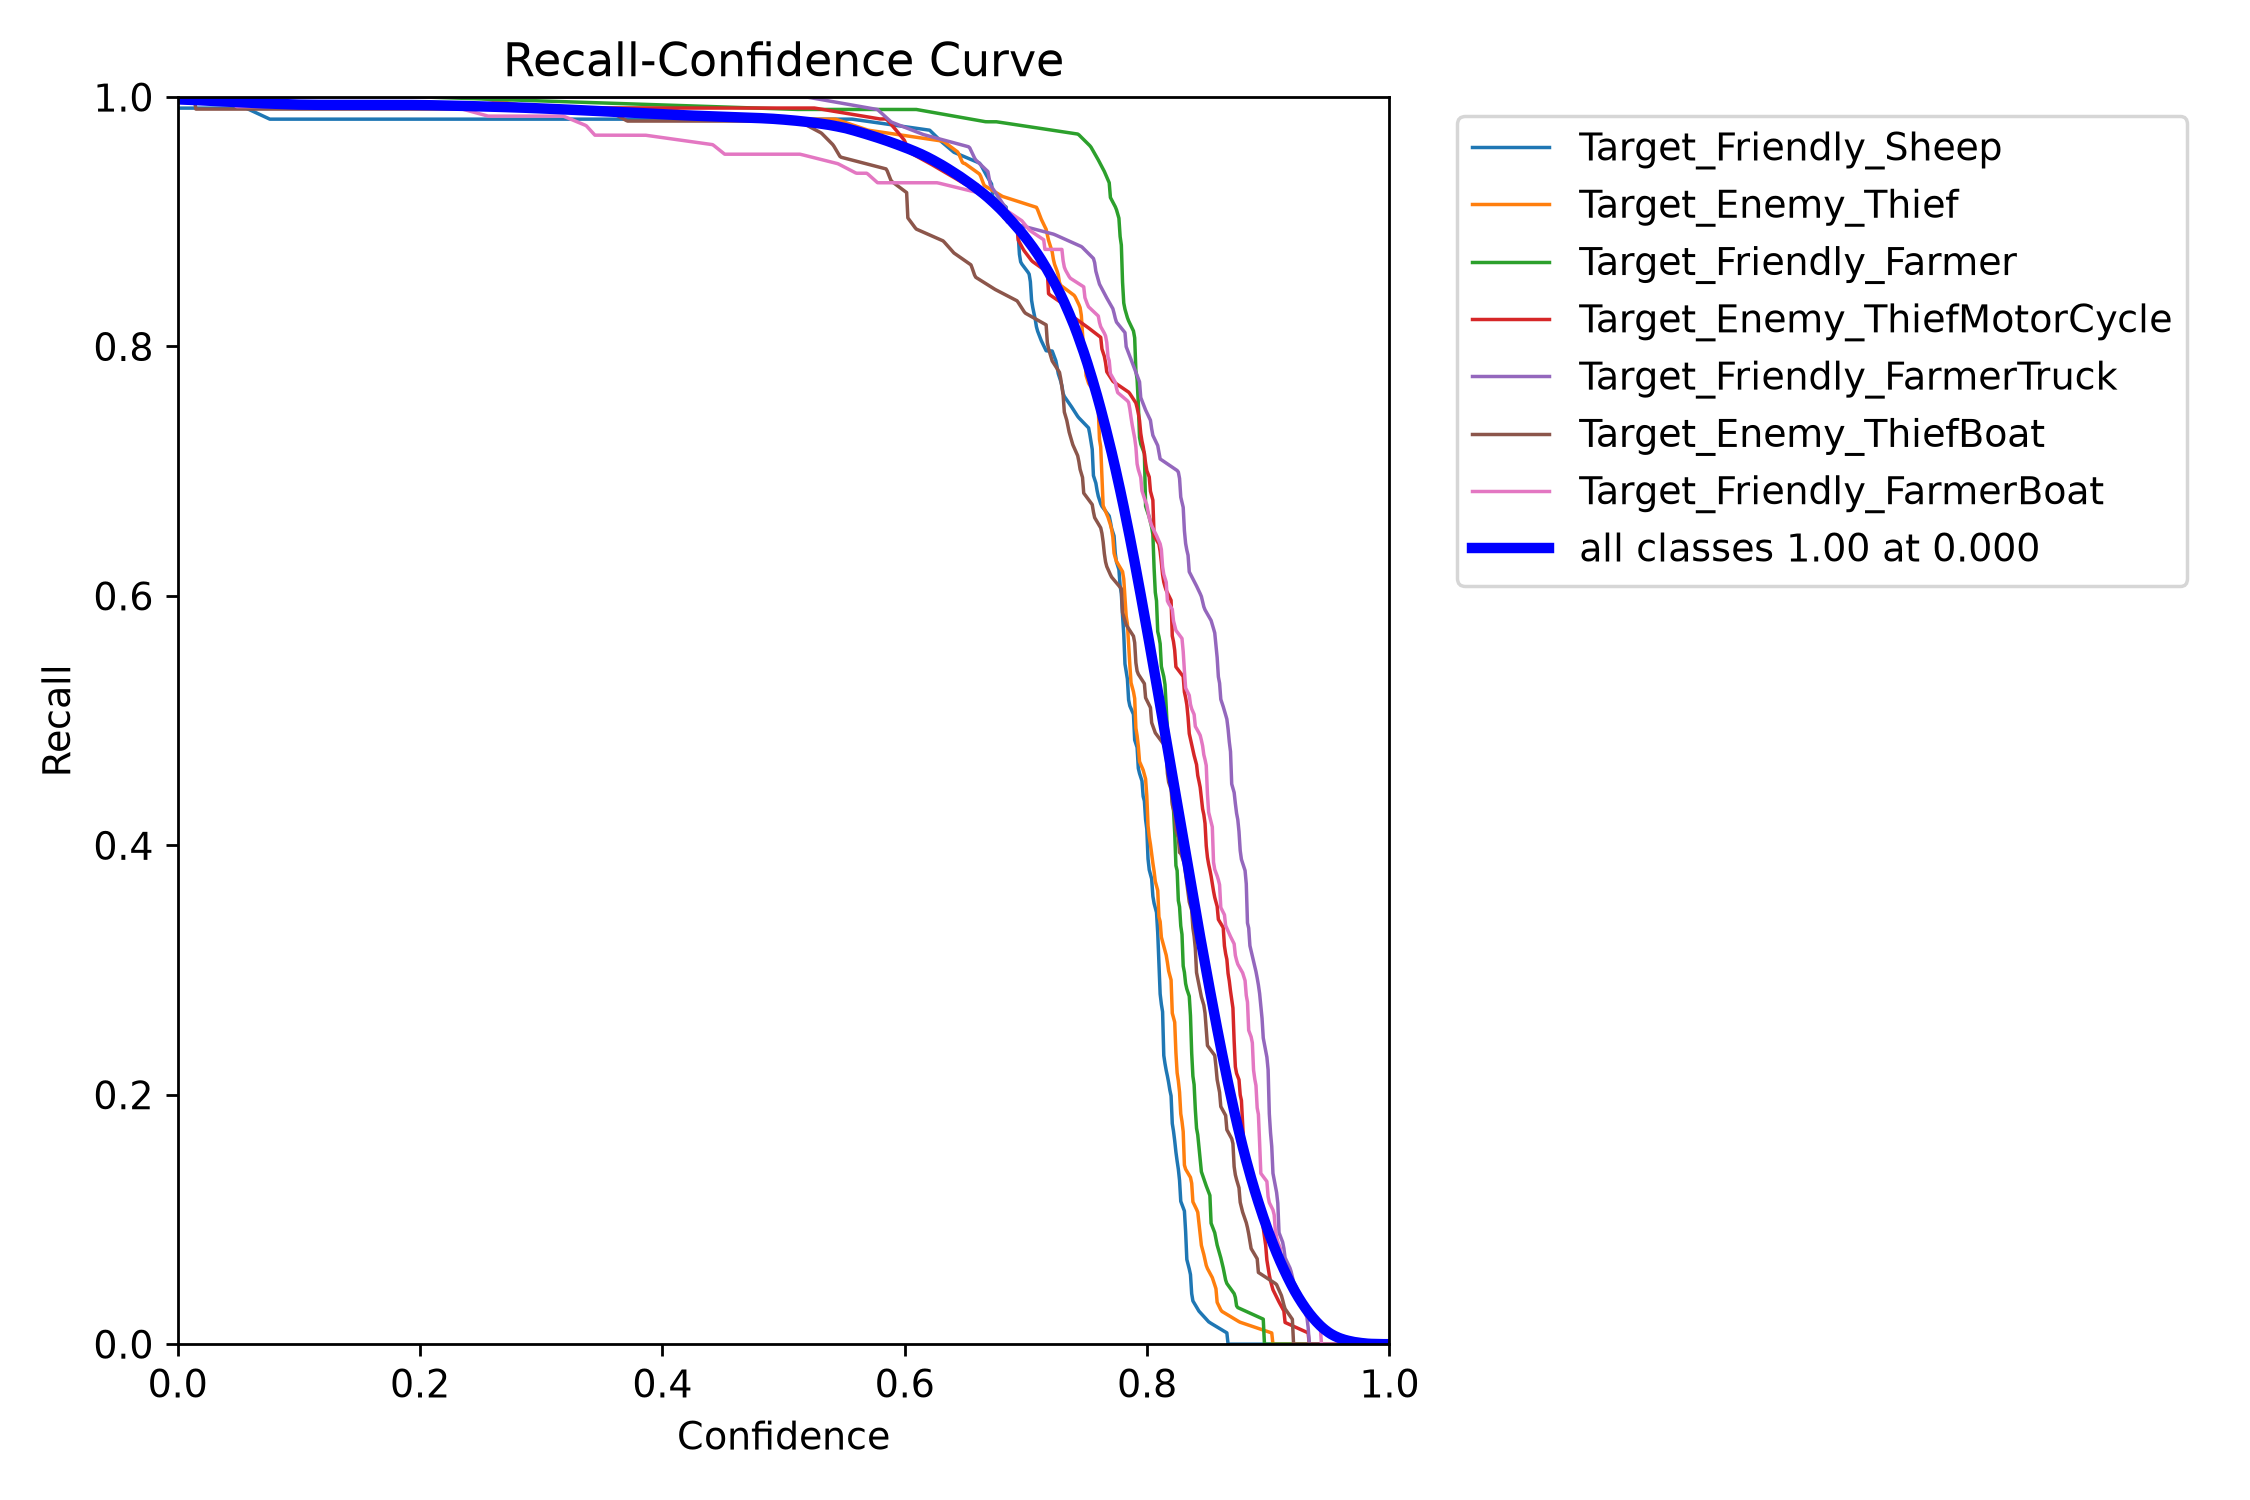 Recall-Confidence Curve
1.0
0.8
0.6
0.4
0.2
0.0
Recall
0.0 0.2 0.4 0.6 0.8 1.0
Confidence
Target_Friendly_Sheep
Target_Enemy_Thief
Target_Friendly_Farmer
Target_Enemy_ThiefMotorCycle
Target_Friendly_FarmerTruck
Target_Enemy_ThiefBoat
Target_Friendly_FarmerBoat
all classes 1.00 at 0.000